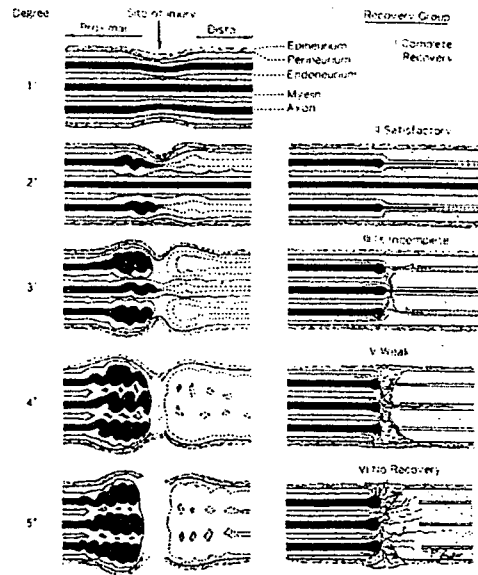 Degree
Site of Injury
Recovery Group
Proximal
Distal
Epineurium
Perineurium
Endoneurium
Myelin
Axon
I Complete
Recovery
1°
II Satisfactory
2°
Incomplete
3°
V Weak
4°
VI No Recovery
5°